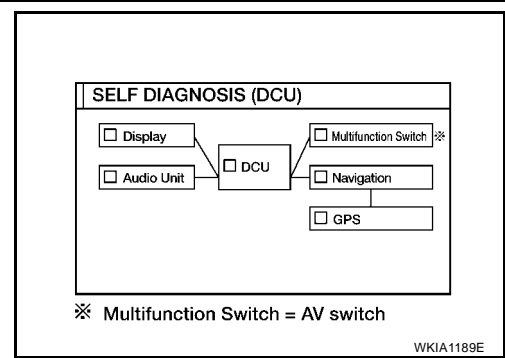 SELF DIAGNOSIS (DCU)
Display
Multifunction Switch ※
DCU
Audio Unit
Navigation
GPS
※ Multifunction Switch = AV switch
WKIA1189E